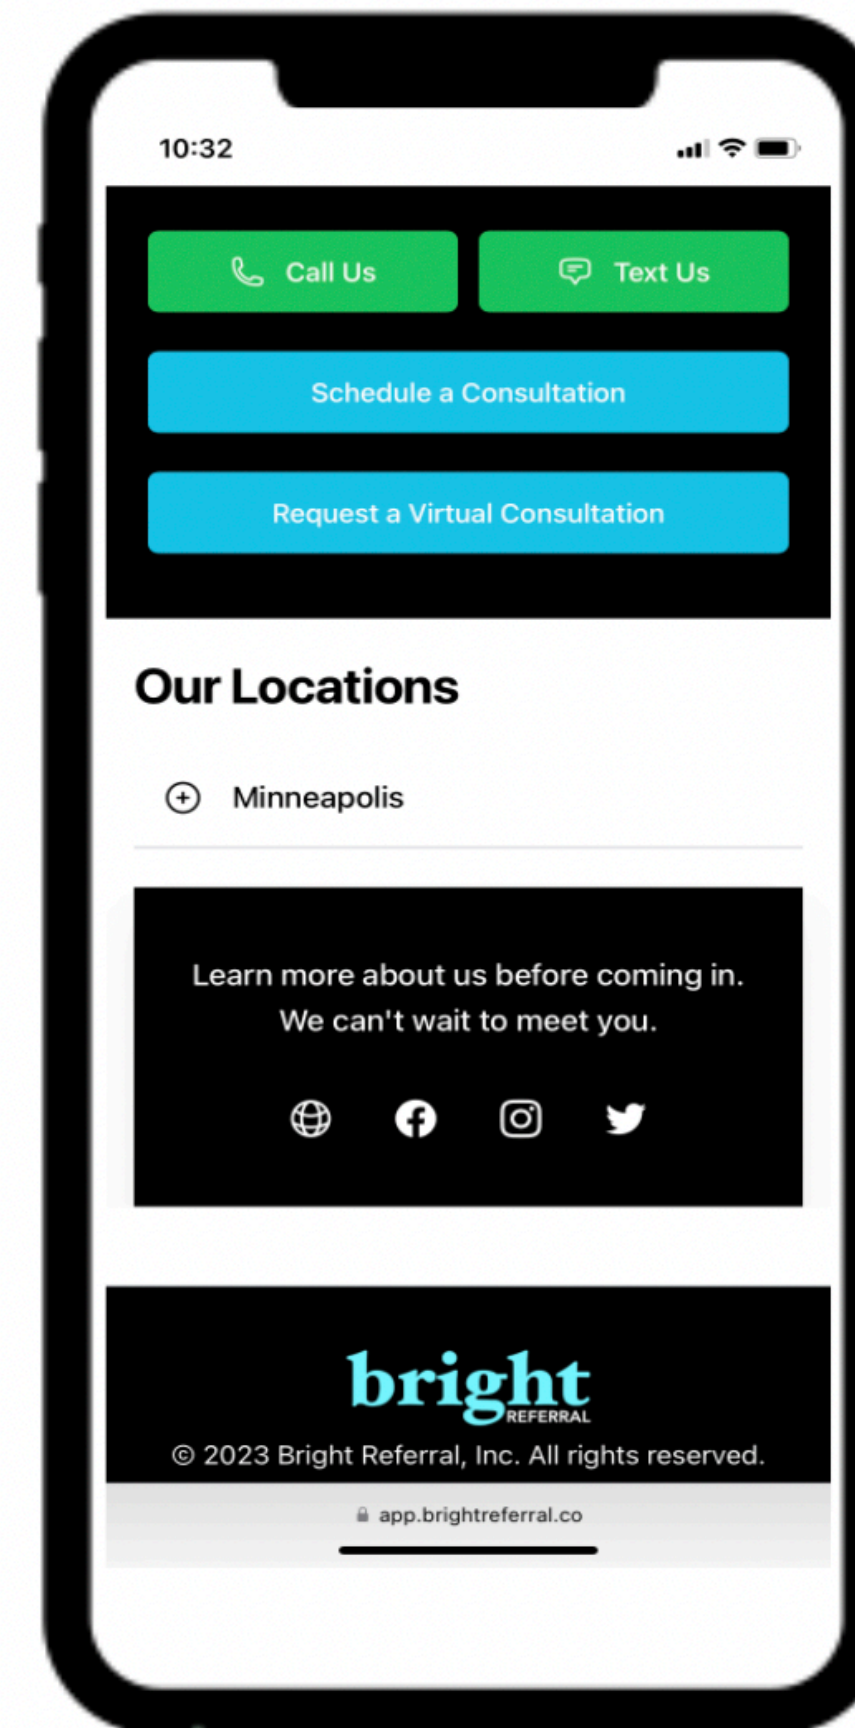 10:32
Call Us
Text Us
Schedule a Consultation
Request a Virtual Consultation
Our Locations
Minneapolis
Learn more about us before coming in.
We can't wait to meet you.
bright
REFERRAL
© 2023 Bright Referral, Inc. All rights reserved.
app.brightreferral.co